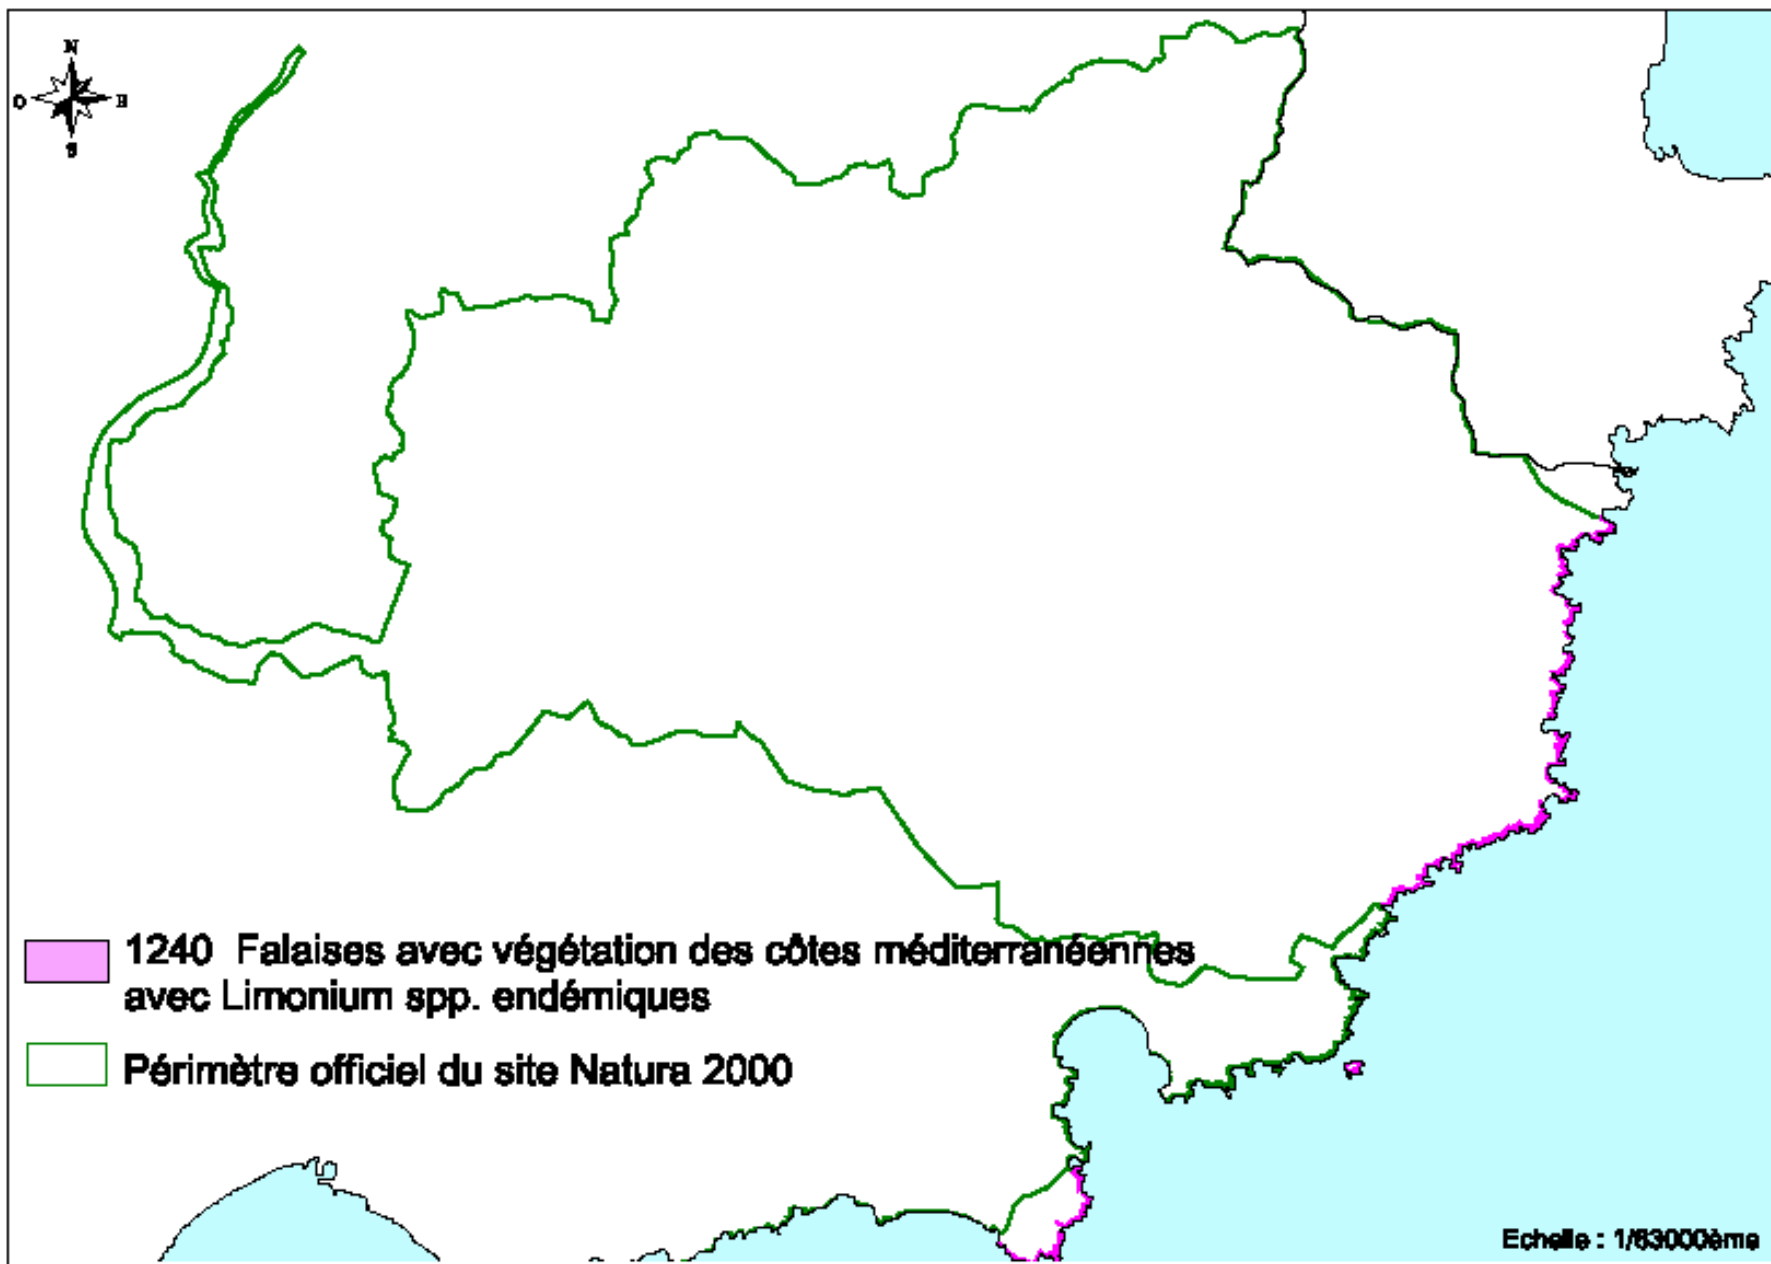 N
O E
S
1240 Falaises avec végétation des côtes méditerranéennes
avec Limonium spp. endémiques
Périmètre officiel du site Natura 2000
Echelle : 1/63000ème